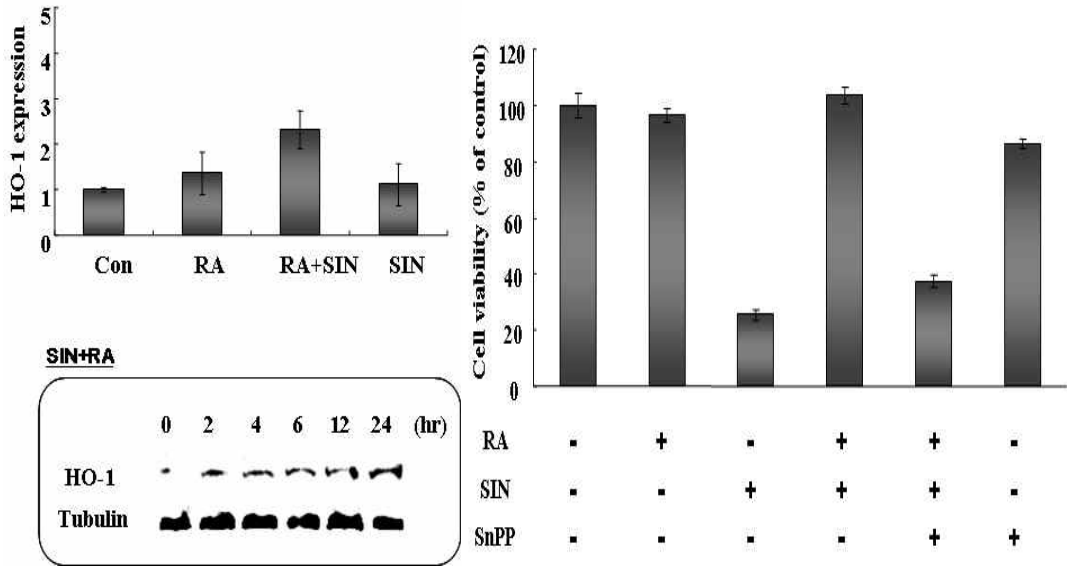 HO-1 expression
5
4
3
2
1
0
Con RA RA+SIN SIN
SIN+RA
0 2 4 6 12 24 (hr)
HO-1
Tubulin
Cell viability (% of control)
120
100
80
60
40
20
0
RA - + - + + -
SIN - - + + + -
SnPP - - - - + +